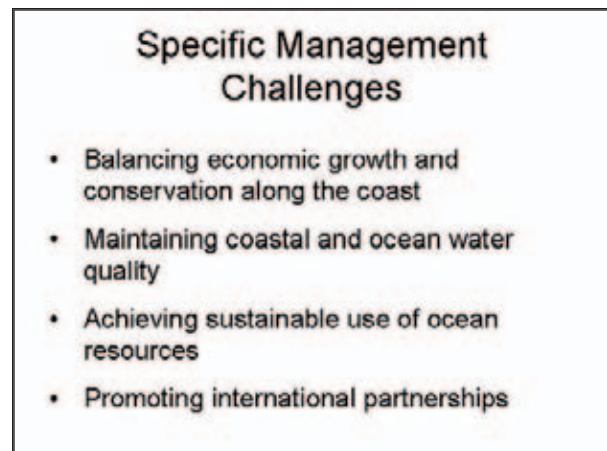 Specific Management
Challenges
• Balancing economic growth and
conservation along the coast
• Maintaining coastal and ocean water
quality
• Achieving sustainable use of ocean
resources
• Promoting international partnerships